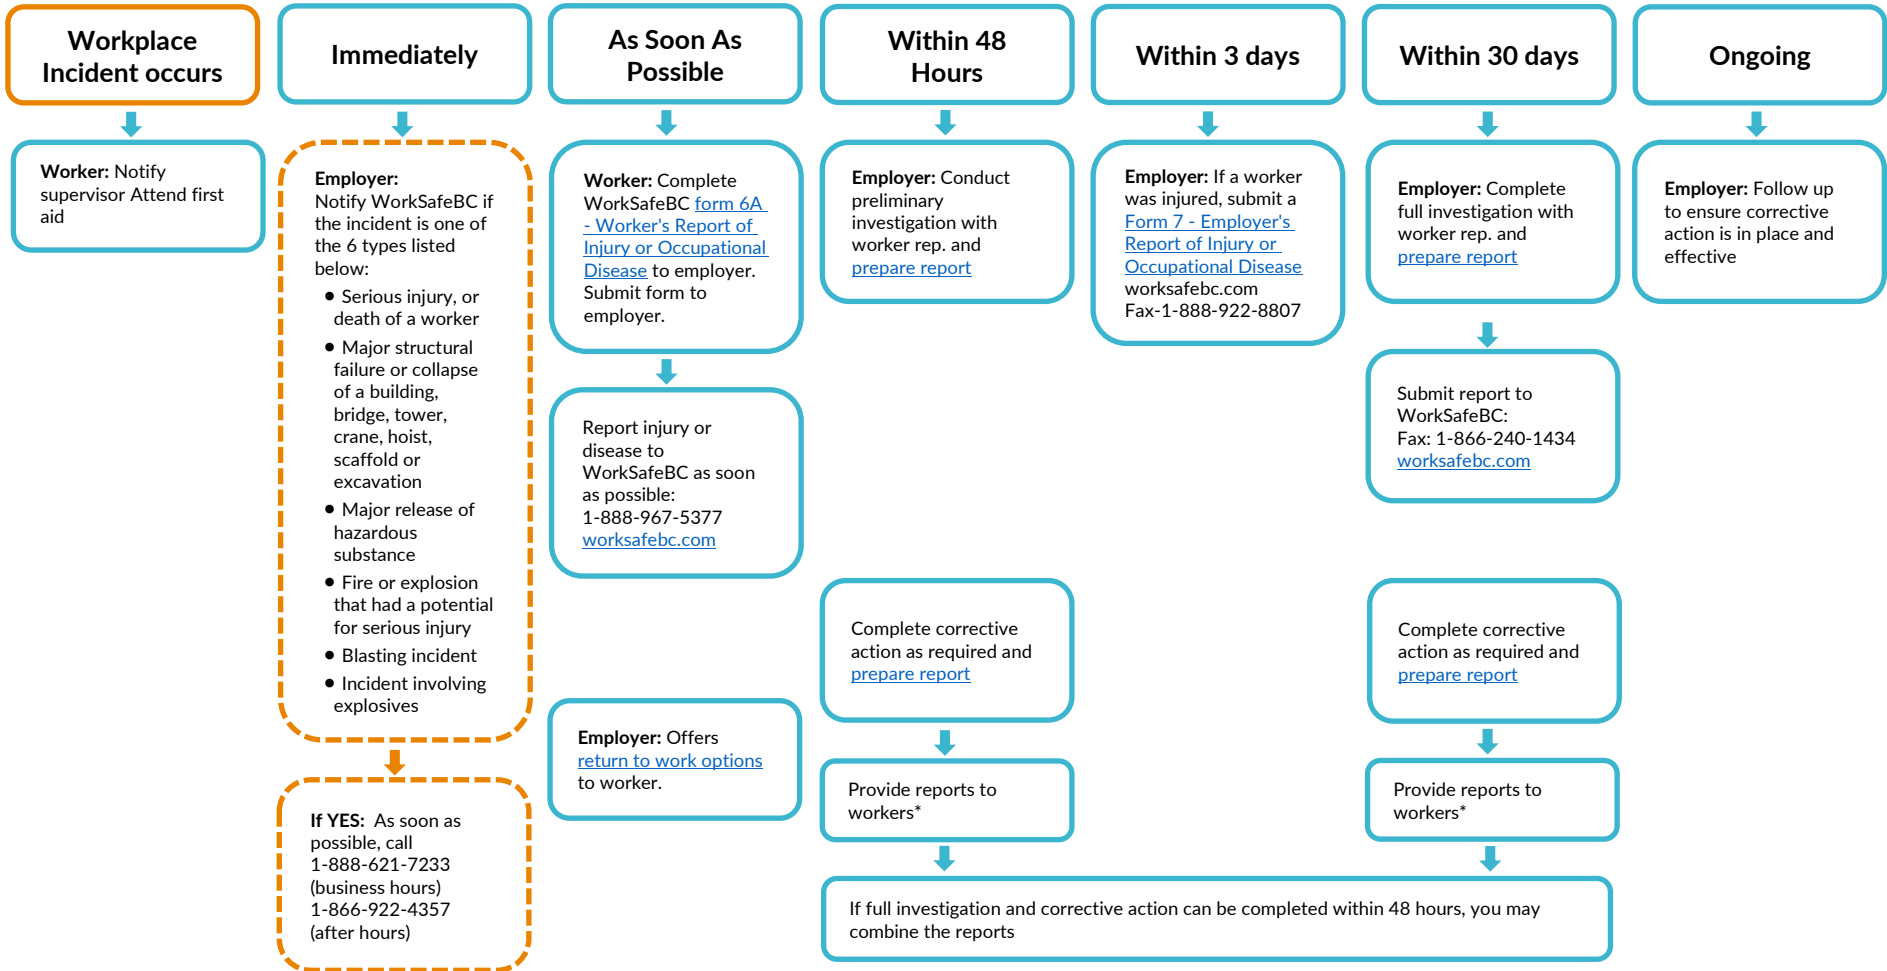 Workplace
Incident occurs
Worker: Notify
supervisor Attend first
aid
Immediately
Employer:
Notify WorkSafeBC if
the incident is one of
the 6 types listed
below:
• Serious injury, or
death of a worker
• Major structural
failure or collapse
of a building,
bridge, tower,
crane, hoist,
scaffold or
excavation
• Major release of
hazardous
substance
• Fire or explosion
that had a potential
for serious injury
• Blasting incident
• Incident involving
explosives
If YES: As soon as
possible, call
1-888-621-7233
(business hours)
1-866-922-4357
(after hours)
As Soon As
Possible
Worker: Complete
WorkSafeBC form 6A
- Worker's Report of
Injury or Occupational
Disease to employer.
Submit form to
employer.
Report injury or
disease to
WorkSafeBC as soon
as possible:
1-888-967-5377
worksafebc.com
Employer: Offers
return to work options
to worker.
Within 48
Hours
Employer: Conduct
preliminary
investigation with
worker rep. and
prepare report
Complete corrective
action as required and
prepare report
Provide reports to
workers*
Within 3 days
Employer: If a worker
was injured, submit a
Form 7 - Employer's
Report of Injury or
Occupational Disease
worksafebc.com
Fax-1-888-922-8807
Within 30 days
Employer: Complete
full investigation with
worker rep. and
prepare report
Submit report to
WorkSafeBC:
Fax: 1-866-240-1434
worksafebc.com
Complete corrective
action as required and
prepare report
Provide reports to
workers*
If full investigation and corrective action can be completed within 48 hours, you may
combine the reports
Ongoing
Employer: Follow up
to ensure corrective
action is in place and
effective